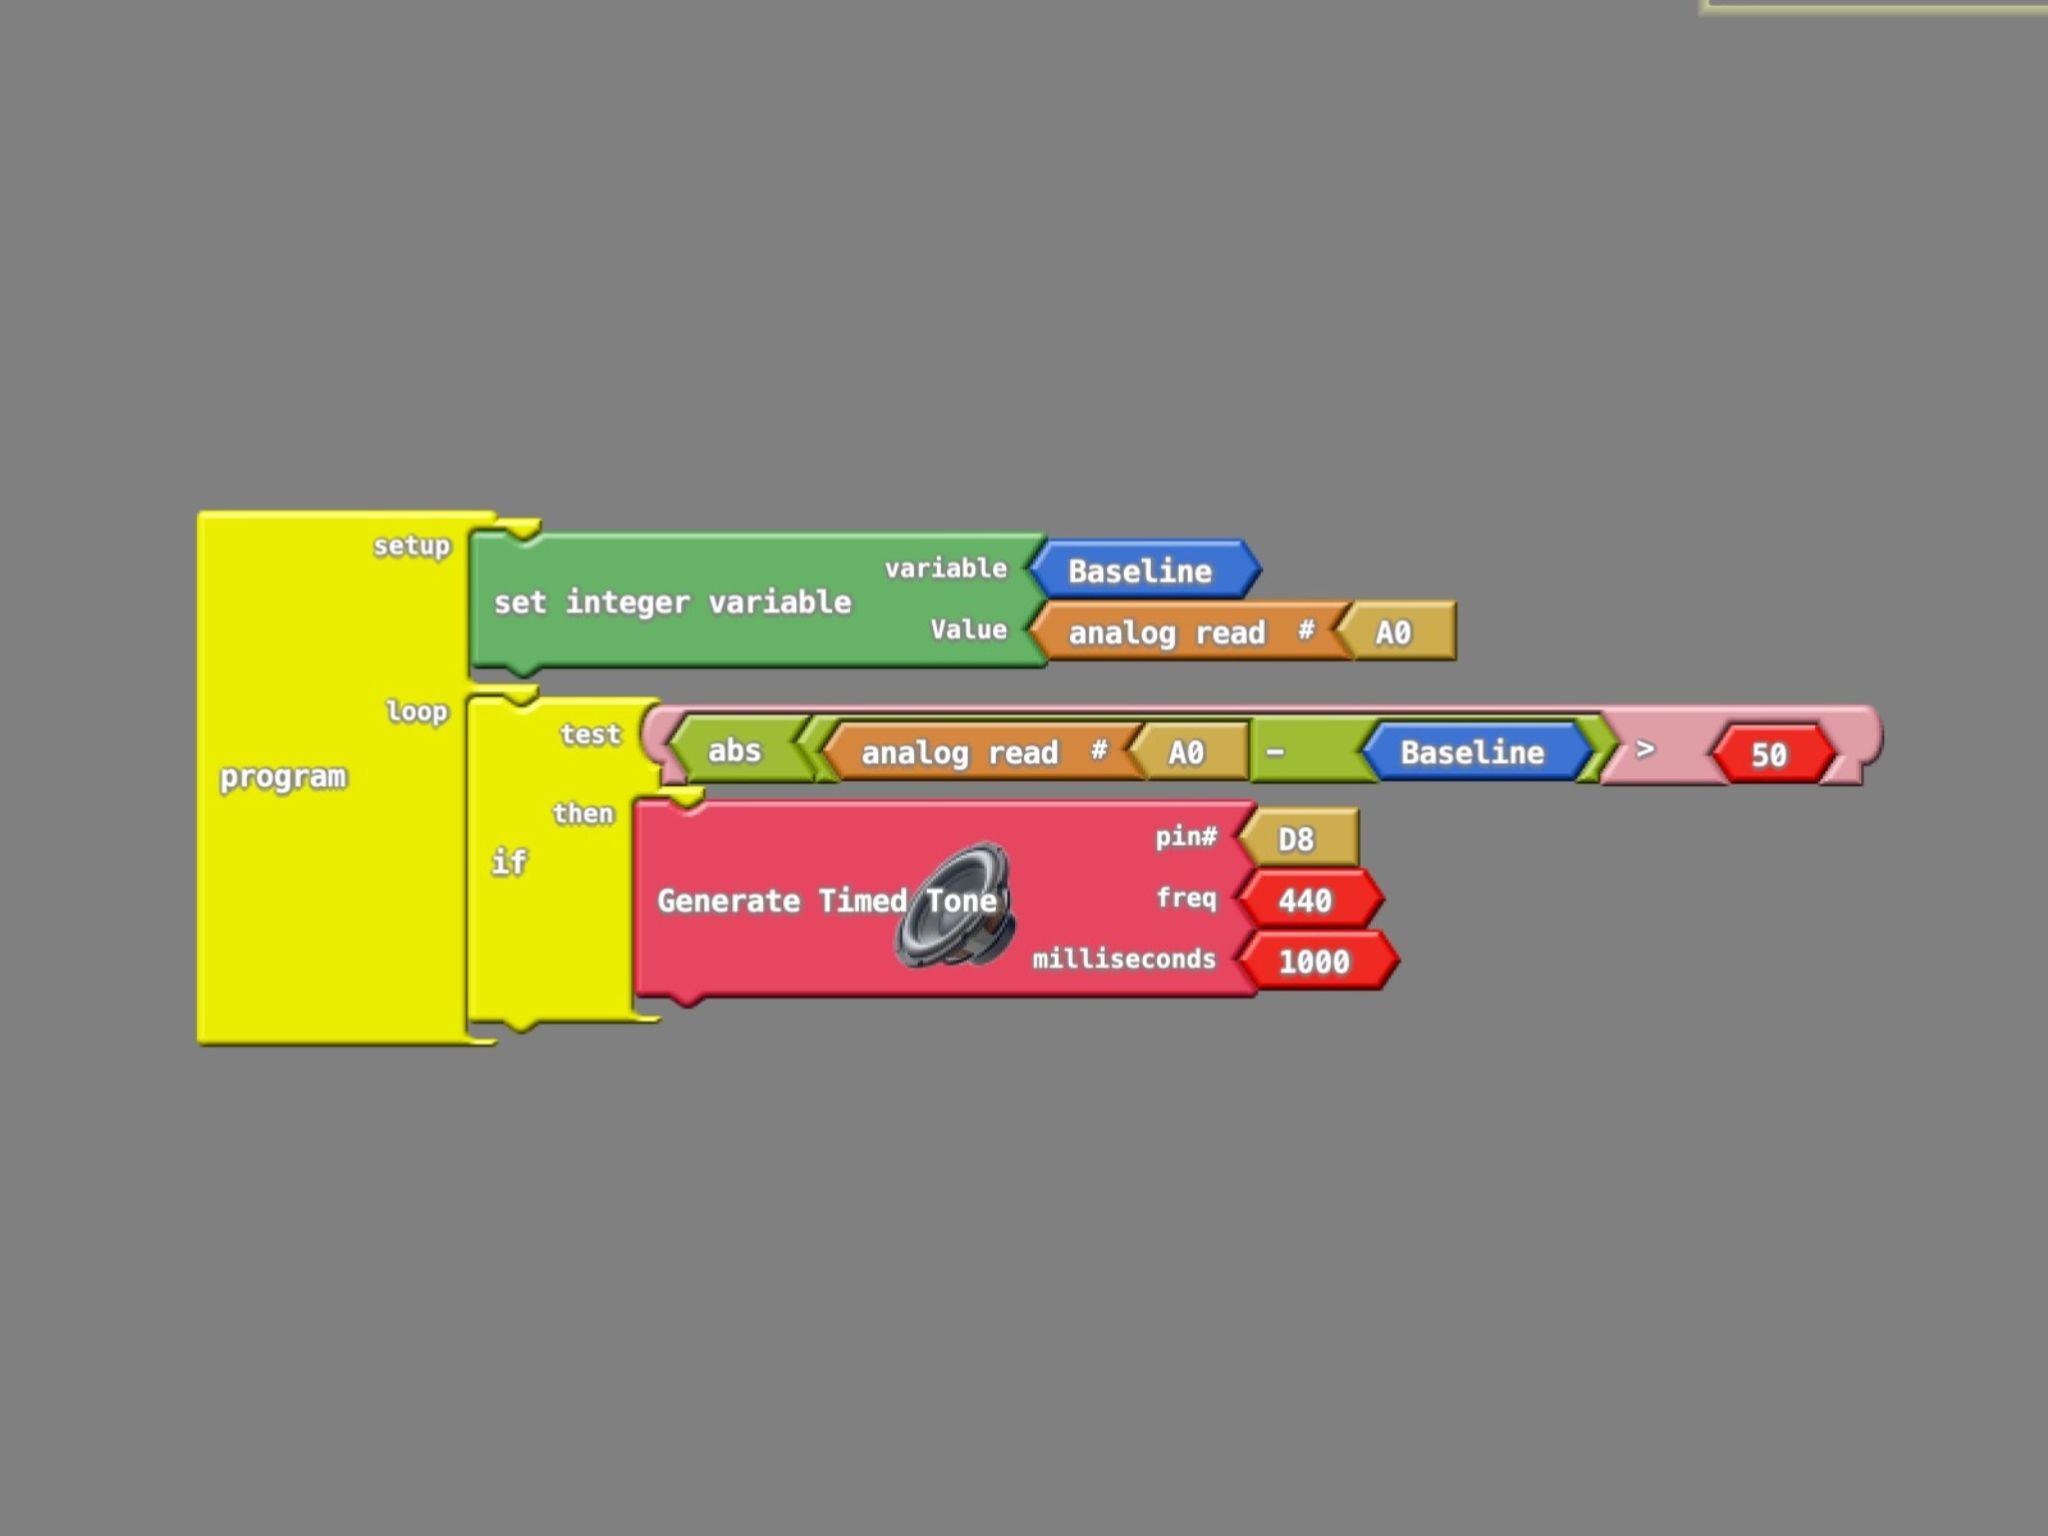 setup
set integer variable
variable Baseline
Value analog read # A0
program
loop
if
test abs analog read # A0 - Baseline > 50
then
Generate Timed Tone
pin# D8
freq 440
milliseconds 1000